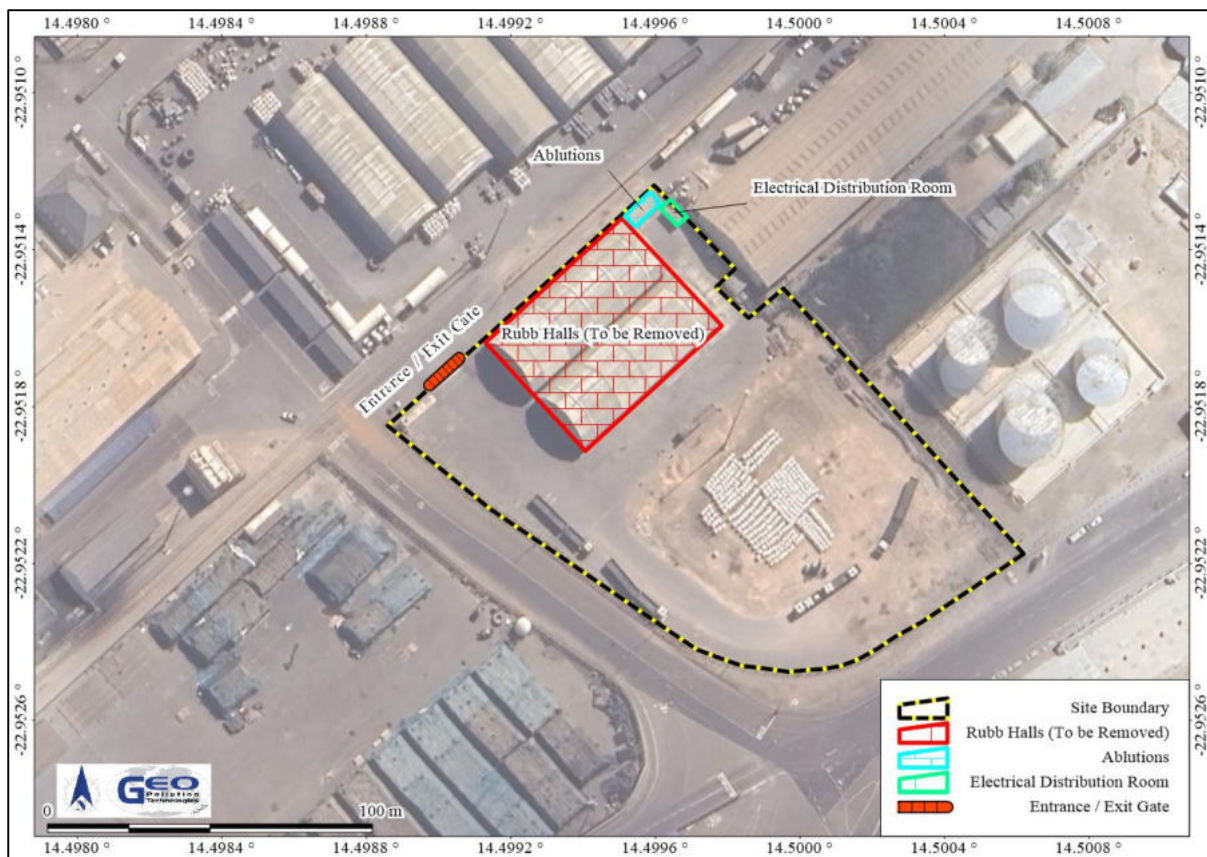 14.4980 ° 14.4984 ° 14.4988 ° 14.4992 ° 14.4996 ° 14.5000 ° 14.5004 ° 14.5008 °
-22.9510 ° -22.9510 °
Ablutions
Electrical Distribution Room
-22.9514 ° -22.9514 °
Rubb Halls (To be Removed)
Entrance / Exit Gate
-22.9518 ° -22.9518 °
-22.9522 ° -22.9522 °
-22.9526 ° -22.9526 °
Site Boundary
Rubb Halls (To be Removed)
Ablutions
Electrical Distribution Room
Entrance / Exit Gate
GEO
Pollution
Technologies
0 100 m
14.4980 ° 14.4984 ° 14.4988 ° 14.4992 ° 14.4996 ° 14.5000 ° 14.5004 ° 14.5008 °